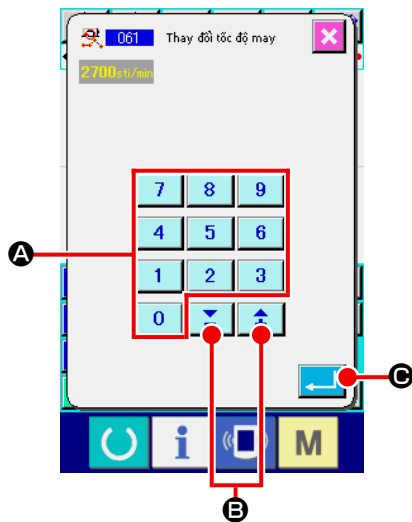 061 Thay đổi tốc độ may
2700sti/min
7 8 9
A
4 5 6
1 2 3
0
C
i M
B